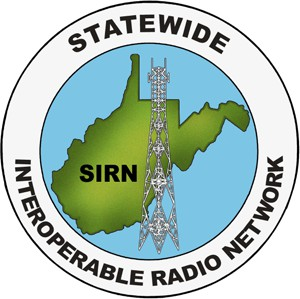 STATEWIDE
SIRN
INTEROPERABLE RADIO NETWORK